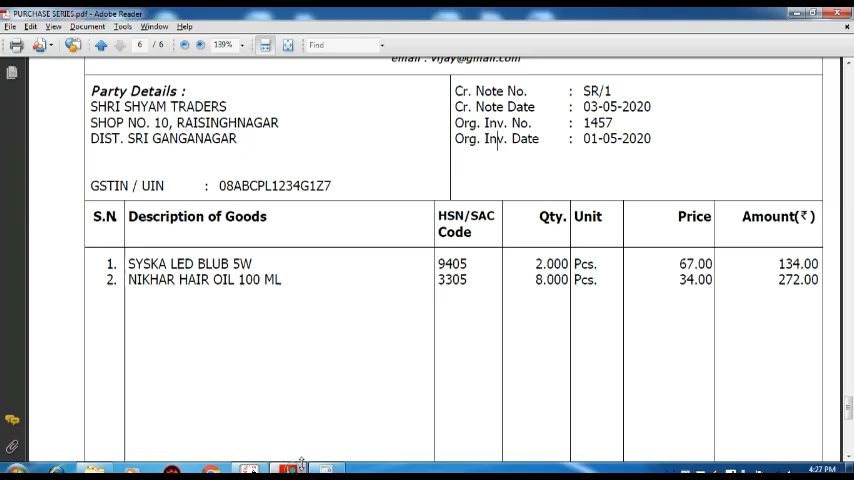 PURCHASE SERIES.pdf - Adobe Reader
File Edit View Document Tools Window Help
6 / 6 139% Find
email : vijay@gmail.com
Party Details :
SHRI SHYAM TRADERS
SHOP NO. 10, RAISINGHNAGAR
DIST. SRI GANGANAGAR
GSTIN / UIN : 08ABCPL1234G1Z7
Cr. Note No. : SR/1
Cr. Note Date : 03-05-2020
Org. Inv. No. : 1457
Org. Inv. Date : 01-05-2020
S.N. Description of Goods HSN/SAC Code Qty. Unit Price Amount(₹)
1. SYSKA LED BLUB 5W 9405 2.000 Pcs. 67.00 134.00
2. NIKHAR HAIR OIL 100 ML 3305 8.000 Pcs. 34.00 272.00
4:27 PM